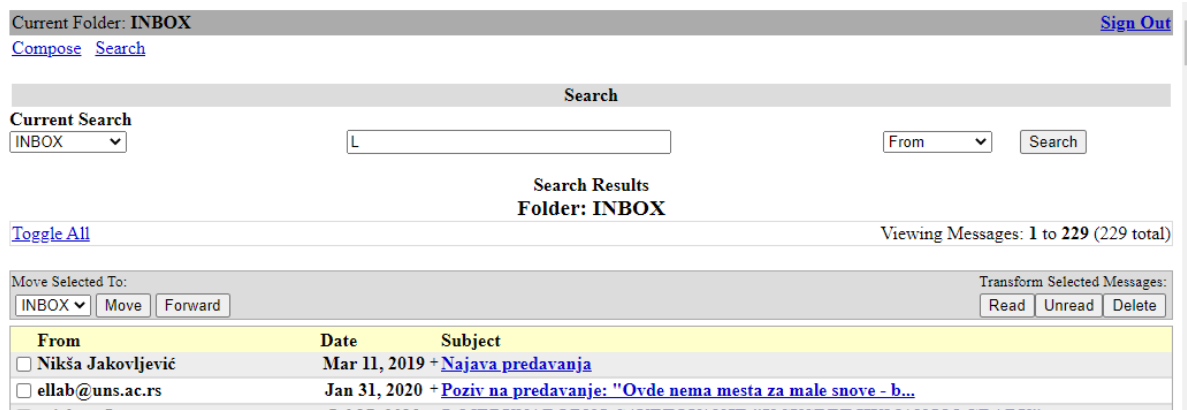 Current Folder: INBOX Sign Out
Compose Search
Search
Current Search
INBOX L From Search
Search Results
Folder: INBOX
Toggle All Viewing Messages: 1 to 229 (229 total)
Move Selected To: Transform Selected Messages:
INBOX Move Forward Read Unread Delete
From Date Subject
Nikša Jakovljević Mar 11, 2019 + Najava predavanja
ellab@uns.ac.rs Jan 31, 2020 + Poziv na predavanje: "Ovde nema mesta za male snove - b...